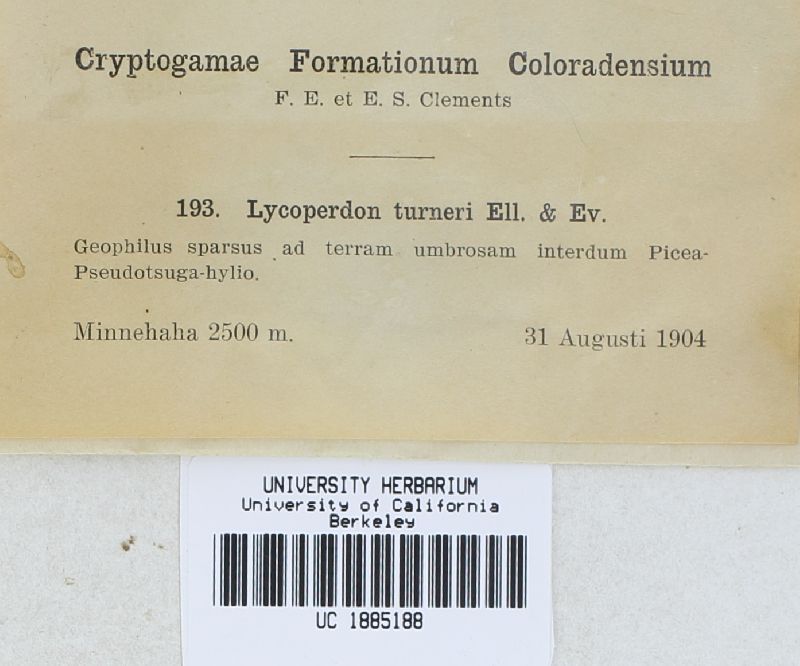 Cryptogamae Formationum Coloradensium
F. E. et E. S. Clements
193. Lycoperdon turneri Ell. & Ev.
Geophilus sparsus ad terram umbrosam interdum Picea-
Pseudotsuga-hylio.
Minnehaha 2500 m. 31 Augusti 1904
UNIVERSITY HERBARIUM
University of California
Berkeley
UC 1885188